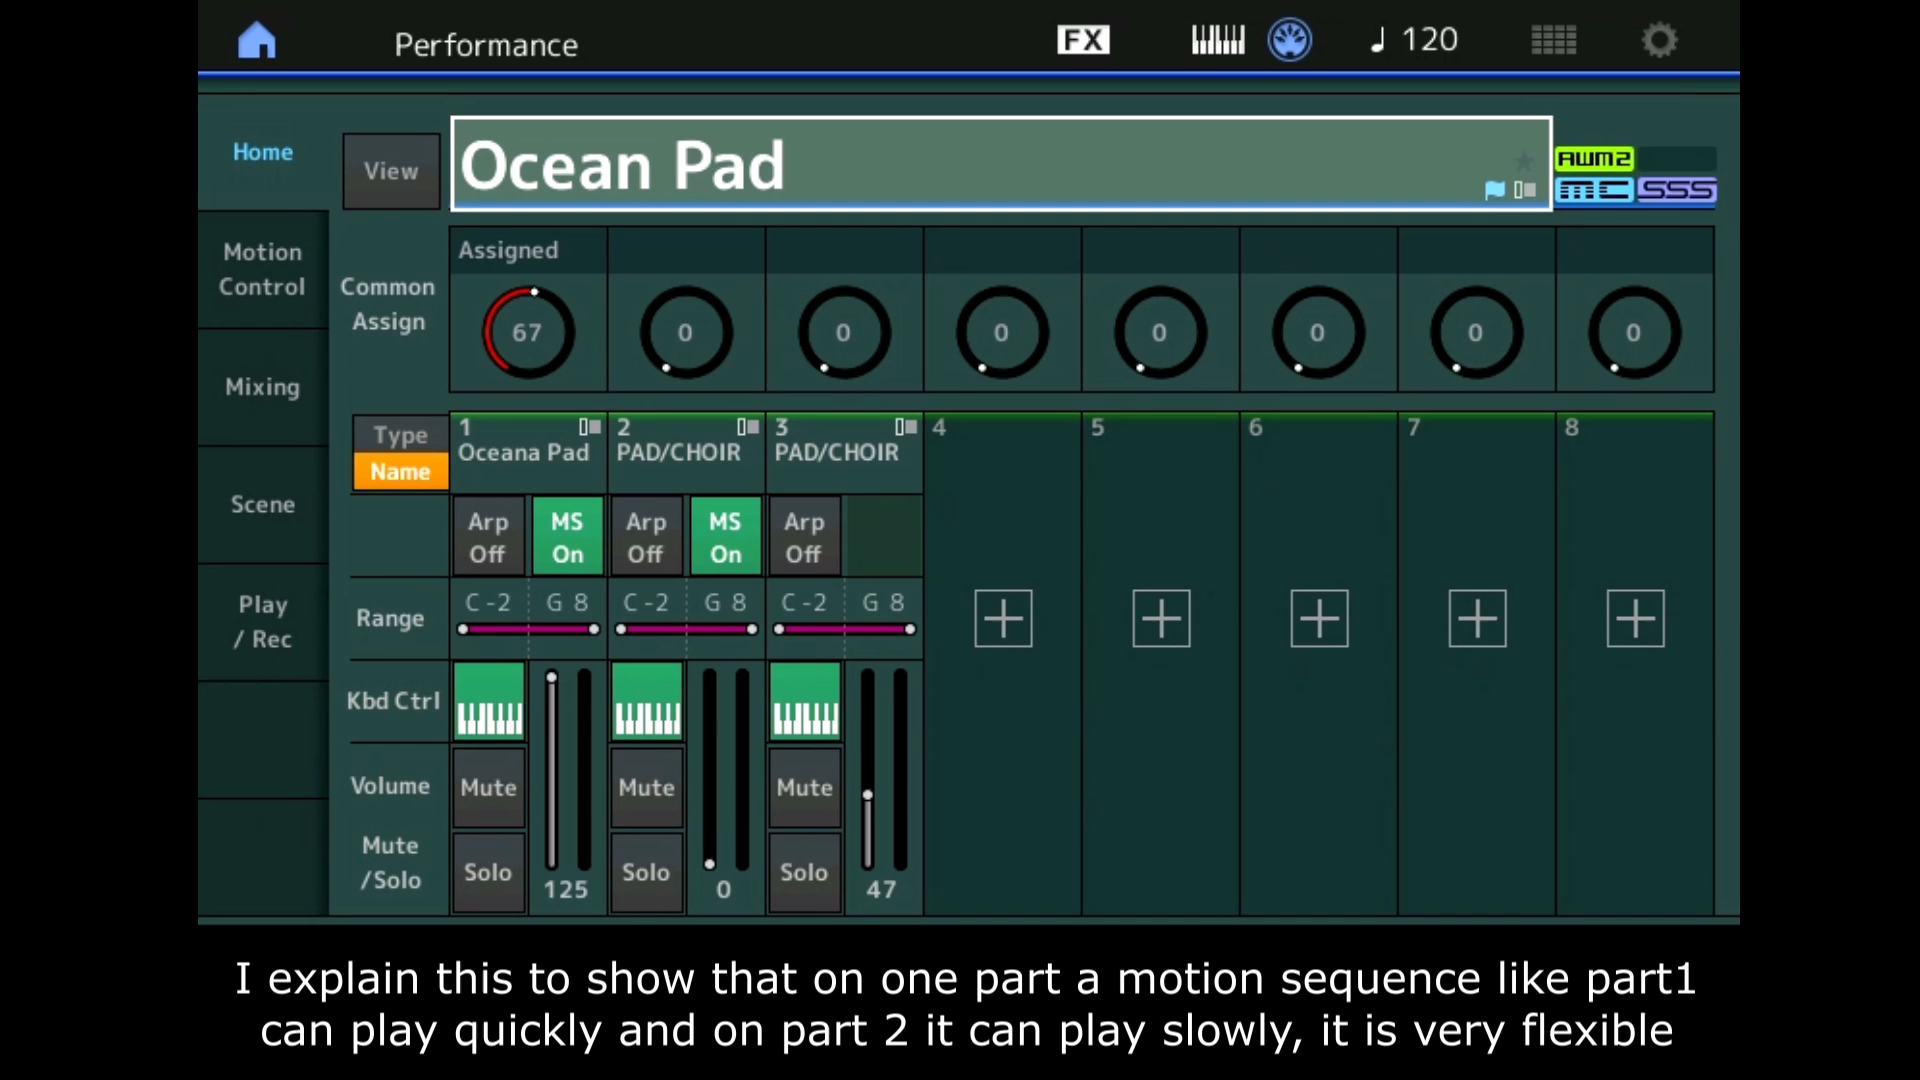 Performance
FX
120
Home
View
Ocean Pad
AWM2
MC SSS
Motion
Control
Common
Assign
Assigned
67 0 0 0 0 0 0 0
Mixing
Type
Name
1 2 3 4 5 6 7 8
Oceana Pad PAD/CHOIR PAD/CHOIR
Scene
Arp Off MS On Arp Off MS On Arp Off
Play
/ Rec
Range
C -2 G 8 C -2 G 8 C -2 G 8
Kbd Ctrl
Volume
Mute Mute Mute
Mute
/Solo
Solo 125 Solo 0 Solo 47
I explain this to show that on one part a motion sequence like part1
can play quickly and on part 2 it can play slowly, it is very flexible